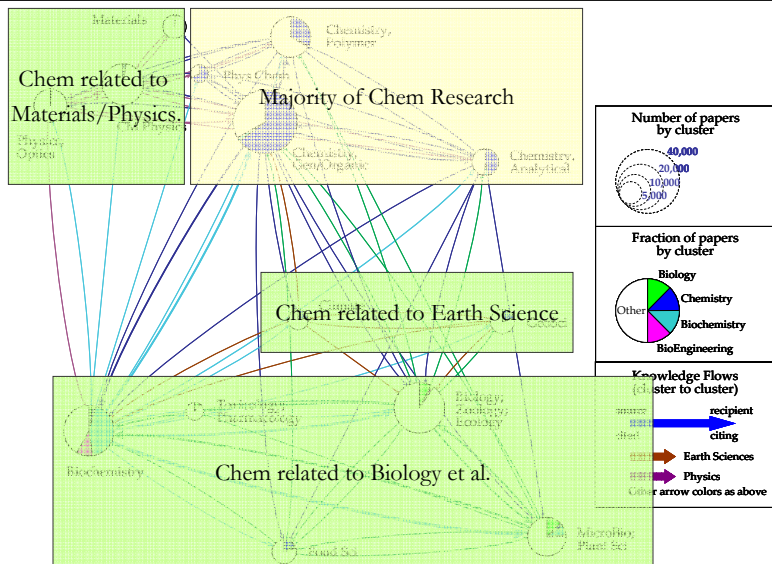 Materials
Chemistry,
Polymer
Phys Chem
Chem related to
Materials/Physics.
Majority of Chem Research
Physics,
Optics
Chemistry,
Gen/Organic
Chemistry,
Analytical
Chem related to Earth Science
Biology,
Zoology,
Ecology
Biochemistry
Chem related to Biology et al.
Food Sci
MicroBio;
Plant Sci
Number of papers
by cluster
40,000
20,000
10,000
5,000
Fraction of papers
by cluster
Biology
Chemistry
Other
Biochemistry
BioEngineering
Knowledge Flows
(cluster to cluster)
source
recipient
cited
citing
Earth Sciences
Physics
Other arrow colors as above